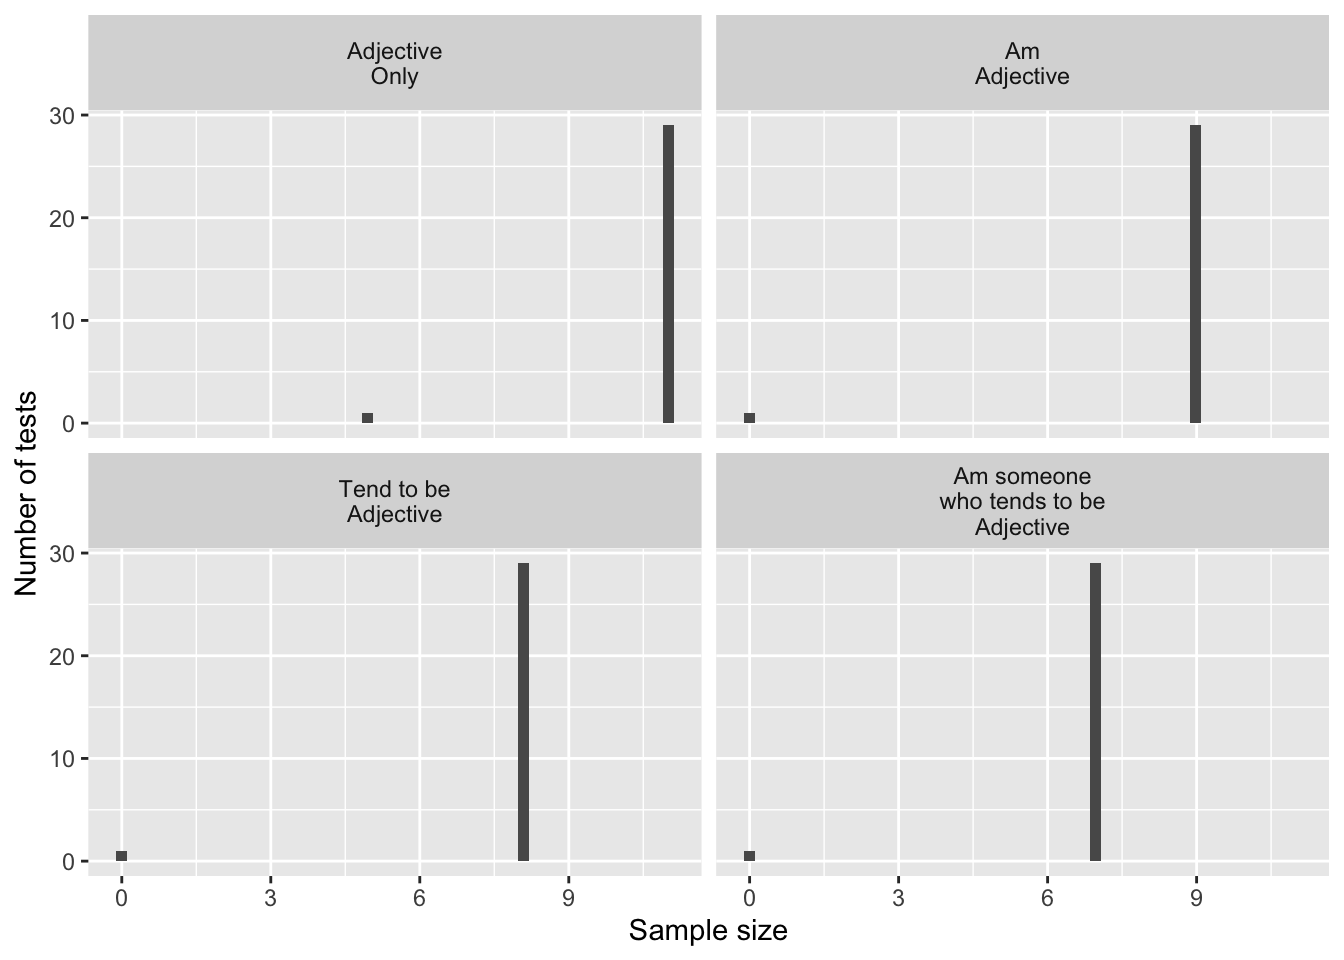 Adjective
Only
Am
Adjective
30
20
10
0
Tend to be
Adjective
Am someone
who tends to be
Adjective
30
20
10
0
0 3 6 9 0 3 6 9
Sample size
Number of tests